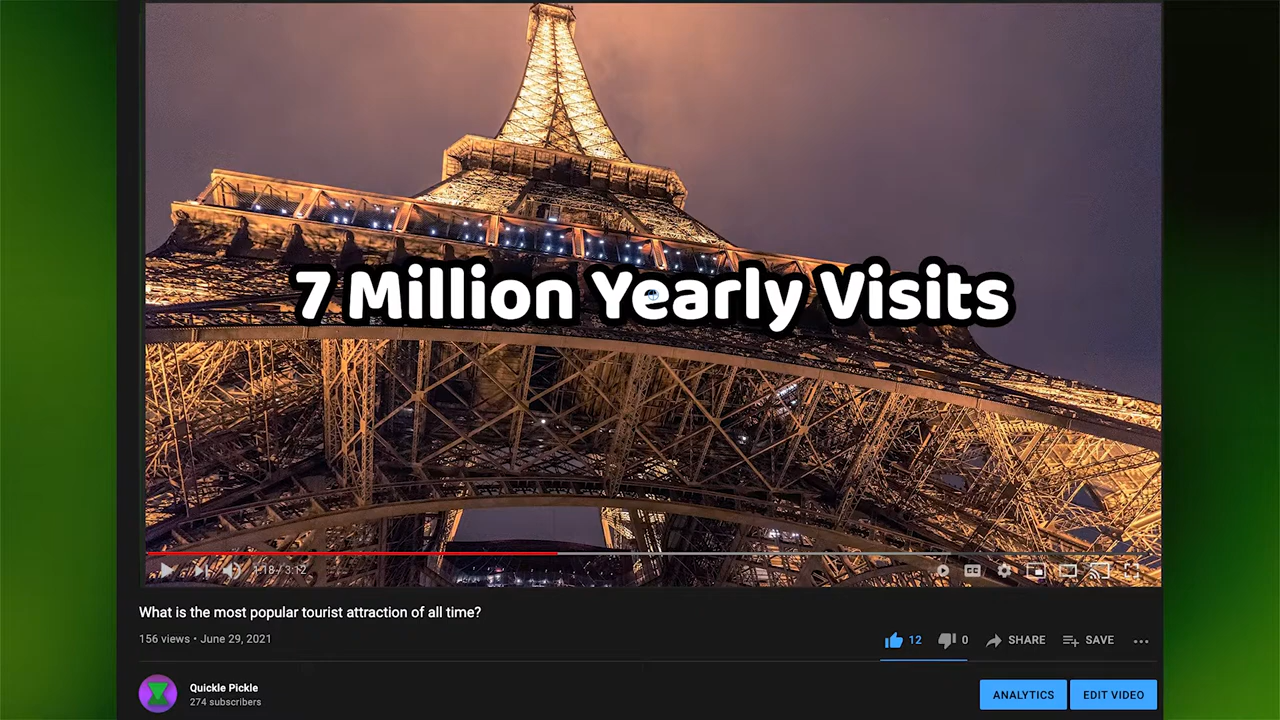 7 Million Yearly Visits
1:18 / 3:12
CC
What is the most popular tourist attraction of all time?
156 views • June 29, 2021
12
0
SHARE
SAVE
Quickle Pickle
274 subscribers
ANALYTICS
EDIT VIDEO